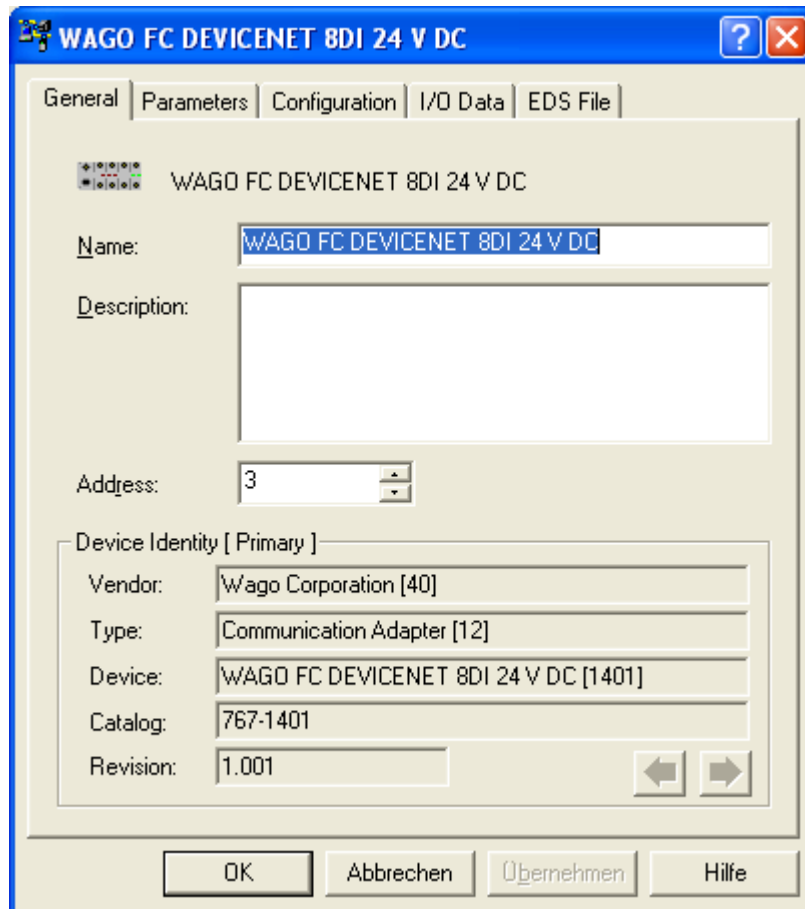 WAGO FC DEVICENET 8DI 24 V DC
General Parameters Configuration I/O Data EDS File
WAGO FC DEVICENET 8DI 24 V DC
Name: WAGO FC DEVICENET 8DI 24 V DC
Description:
Address: 3
Device Identity [ Primary ]
Vendor: Wago Corporation [40]
Type: Communication Adapter [12]
Device: WAGO FC DEVICENET 8DI 24 V DC [1401]
Catalog: 767-1401
Revision: 1.001
OK Abbrechen Übernehmen Hilfe